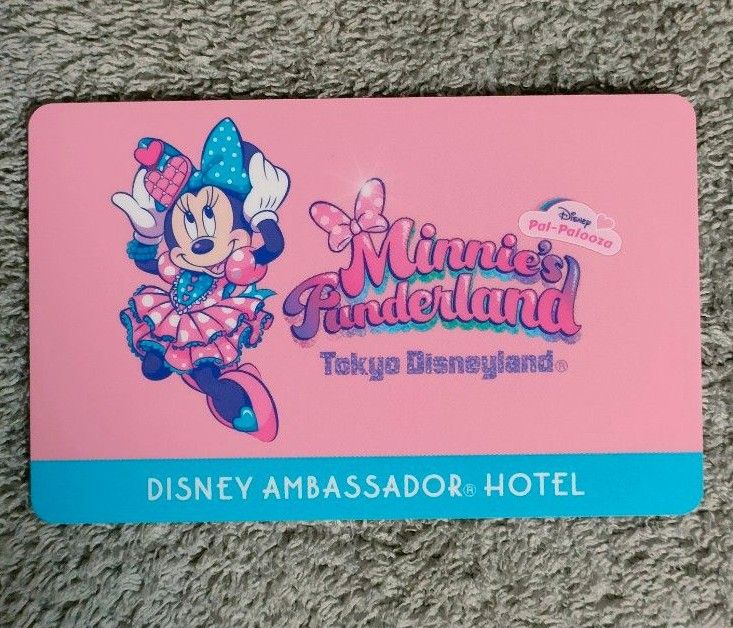 Disney
Pal-Palooza
Minnie's
Funderland
Tokyo Disneyland®
DISNEY AMBASSADOR® HOTEL